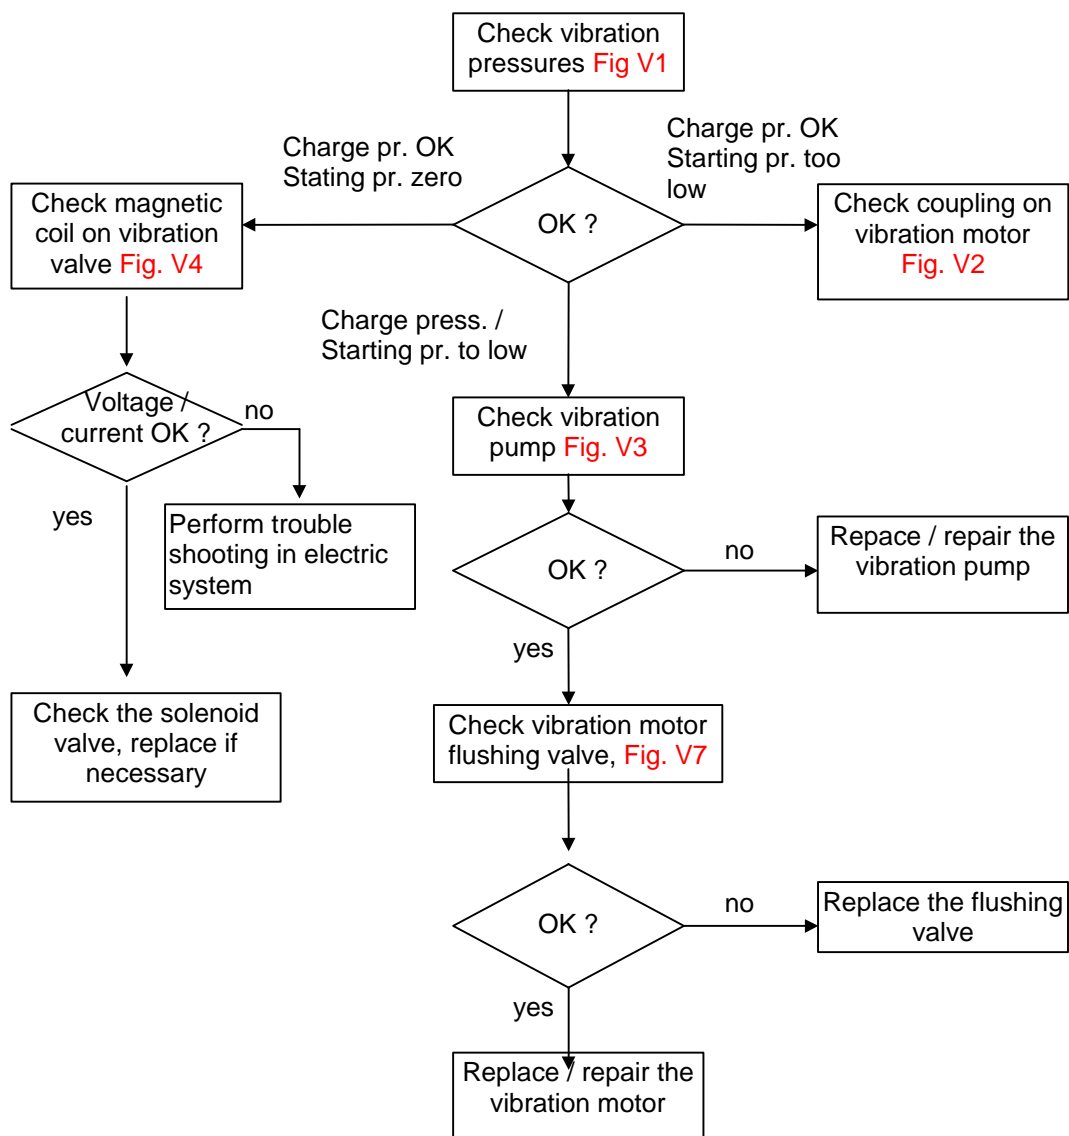 Check vibration
pressures Fig V1
Charge pr. OK
Stating pr. zero
Charge pr. OK
Starting pr. too
low
Check magnetic
coil on vibration
valve Fig. V4
OK ?
Check coupling on
vibration motor
Fig. V2
Charge press. /
Starting pr. to low
Voltage /
current OK ?
no
yes
Perform trouble
shooting in electric
system
Check the solenoid
valve, replace if
necessary
Check vibration
pump Fig. V3
OK ?
no
Repace / repair the
vibration pump
yes
Check vibration motor
flushing valve, Fig. V7
OK ?
no
Replace the flushing
valve
yes
Replace / repair the
vibration motor